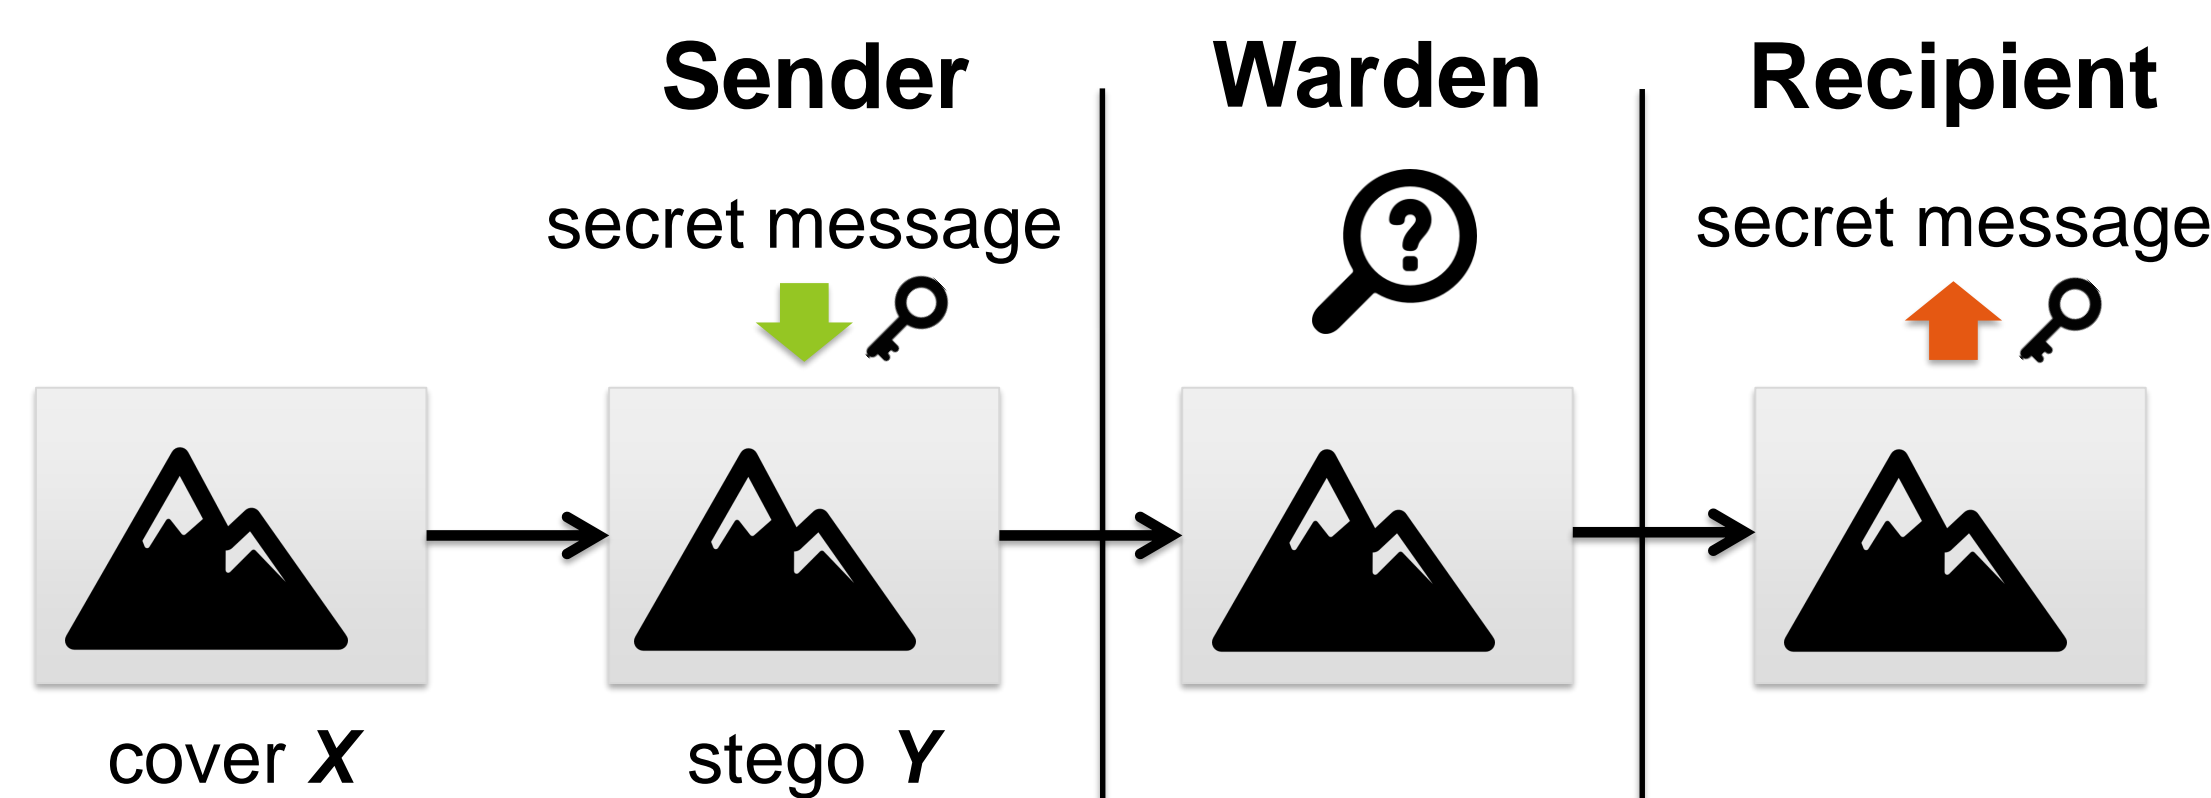 Sender Warden Recipient
secret message secret message
?
cover X stego Y